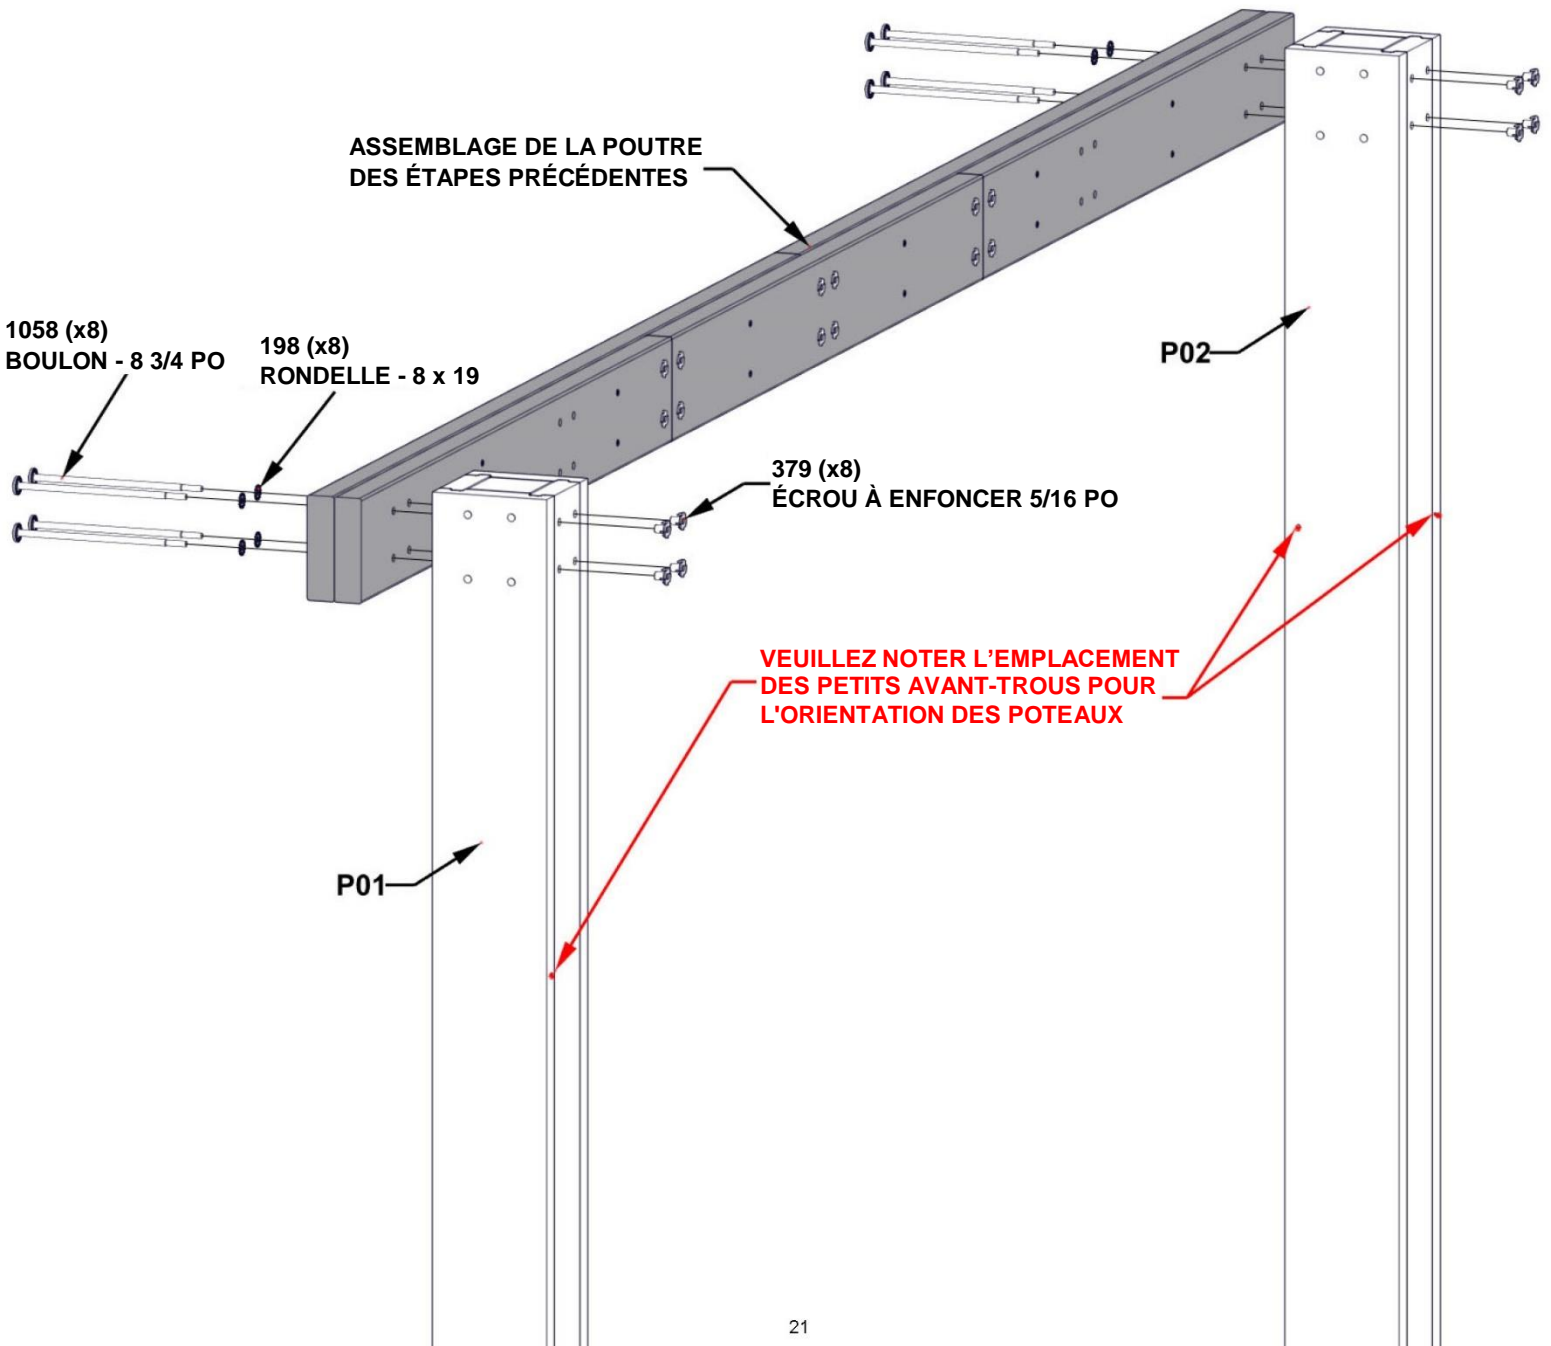 ASSEMBLAGE DE LA POUTRE
DES ÉTAPES PRÉCÉDENTES
1058 (x8)
BOULON - 8 3/4 PO
198 (x8)
RONDELLE - 8 x 19
P02
379 (x8)
ÉCROU À ENFONCER 5/16 PO
VEUILLEZ NOTER L’EMPLACEMENT
DES PETITS AVANT-TROUS POUR
L'ORIENTATION DES POTEAUX
P01
21